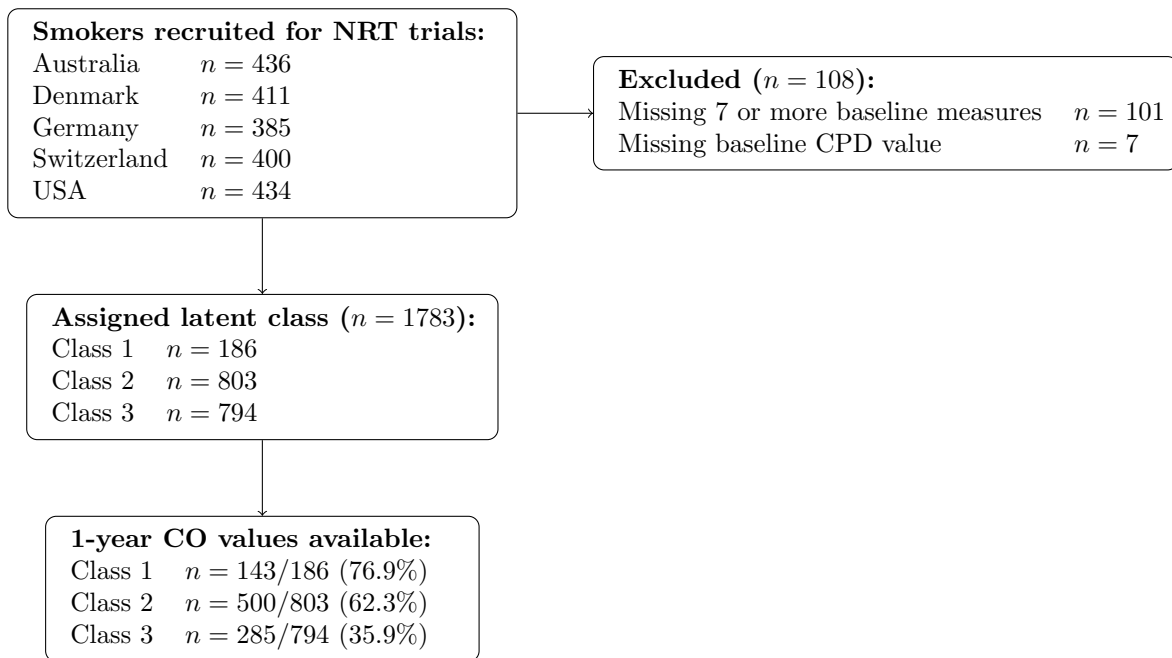 Smokers recruited for NRT trials:
Australia n = 436
Denmark n = 411
Germany n = 385
Switzerland n = 400
USA n = 434
Excluded (n = 108):
Missing 7 or more baseline measures n = 101
Missing baseline CPD value n = 7
Assigned latent class (n = 1783):
Class 1 n = 186
Class 2 n = 803
Class 3 n = 794
1-year CO values available:
Class 1 n = 143/186 (76.9%)
Class 2 n = 500/803 (62.3%)
Class 3 n = 285/794 (35.9%)